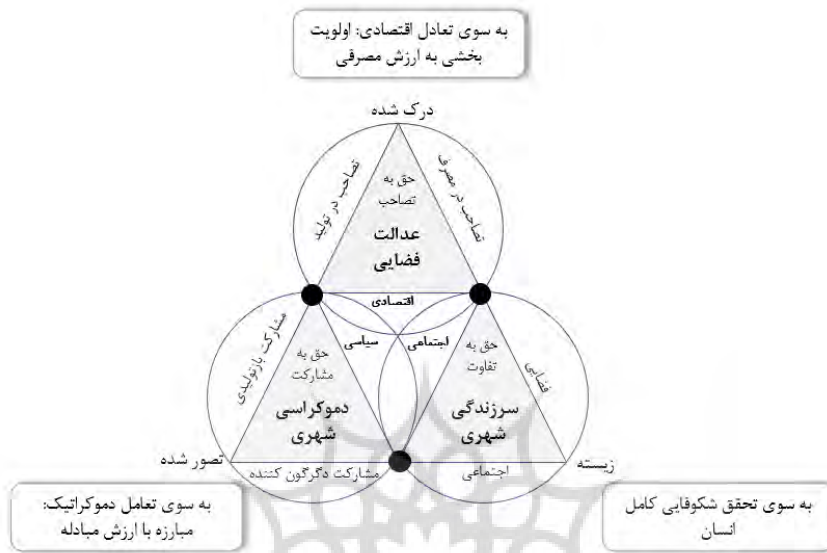 به سوی تعادل اقتصادی: اولویت
بخشی به ارزش مصرفی
درک شده
تصاحب در تولید
تصاحب در مصرف
حق به
تصاحب
عدالت
فضایی
اقتصادی
سیاسی
اجتماعی
مشارکت بازتولیدی
حق به
مشارکت
دموکراسی
شهری
حق به
تفاوت
سرزندگی
شهری
فضایی
تصور شده
مشارکت دگرگون کننده
اجتماعی
زیسته
به سوی تعامل دموکراتیک:
مبارزه با ارزش مبادله
به سوی تحقق شکوفایی کامل
انسان